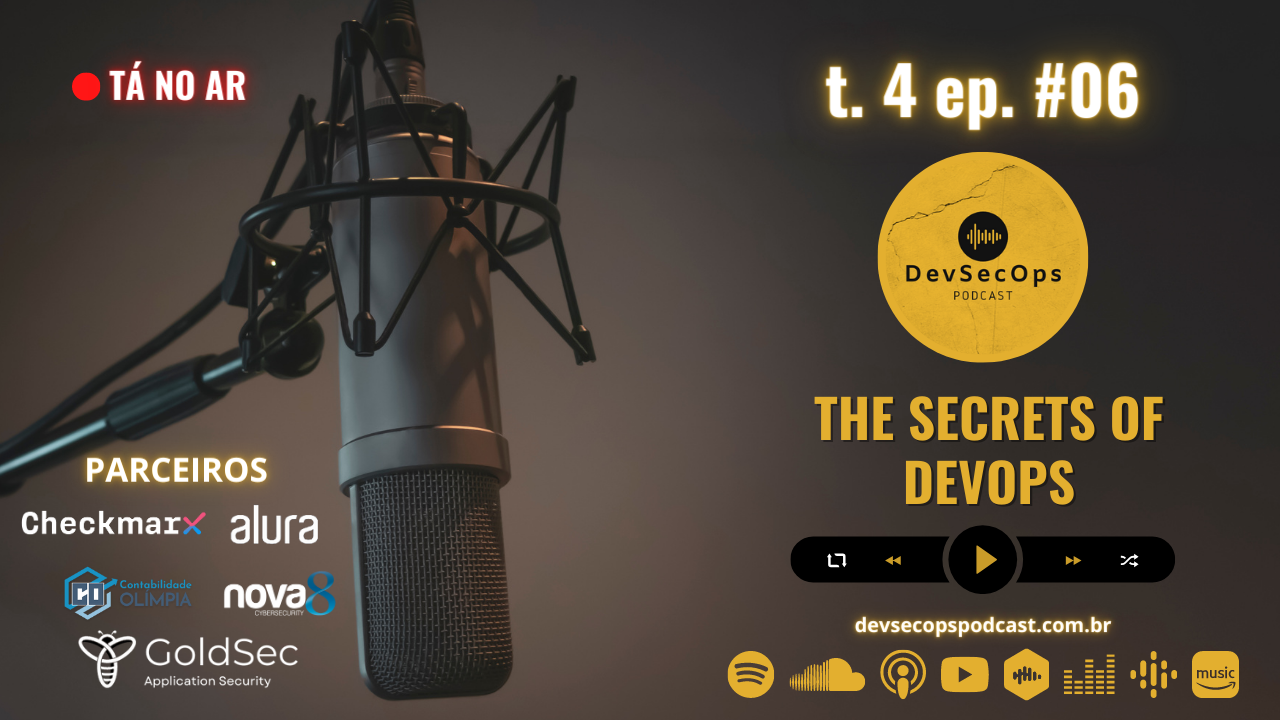 TÁ NO AR
t. 4 ep. #06
DevSecOps
PODCAST
THE SECRETS OF
DEVOPS
devsecopspodcast.com.br
music
PARCEIROS
Checkmarx
alura
CO
Contabilidade
OLÍMPIA
nova8
CYBERSECURITY
GoldSec
Application Security